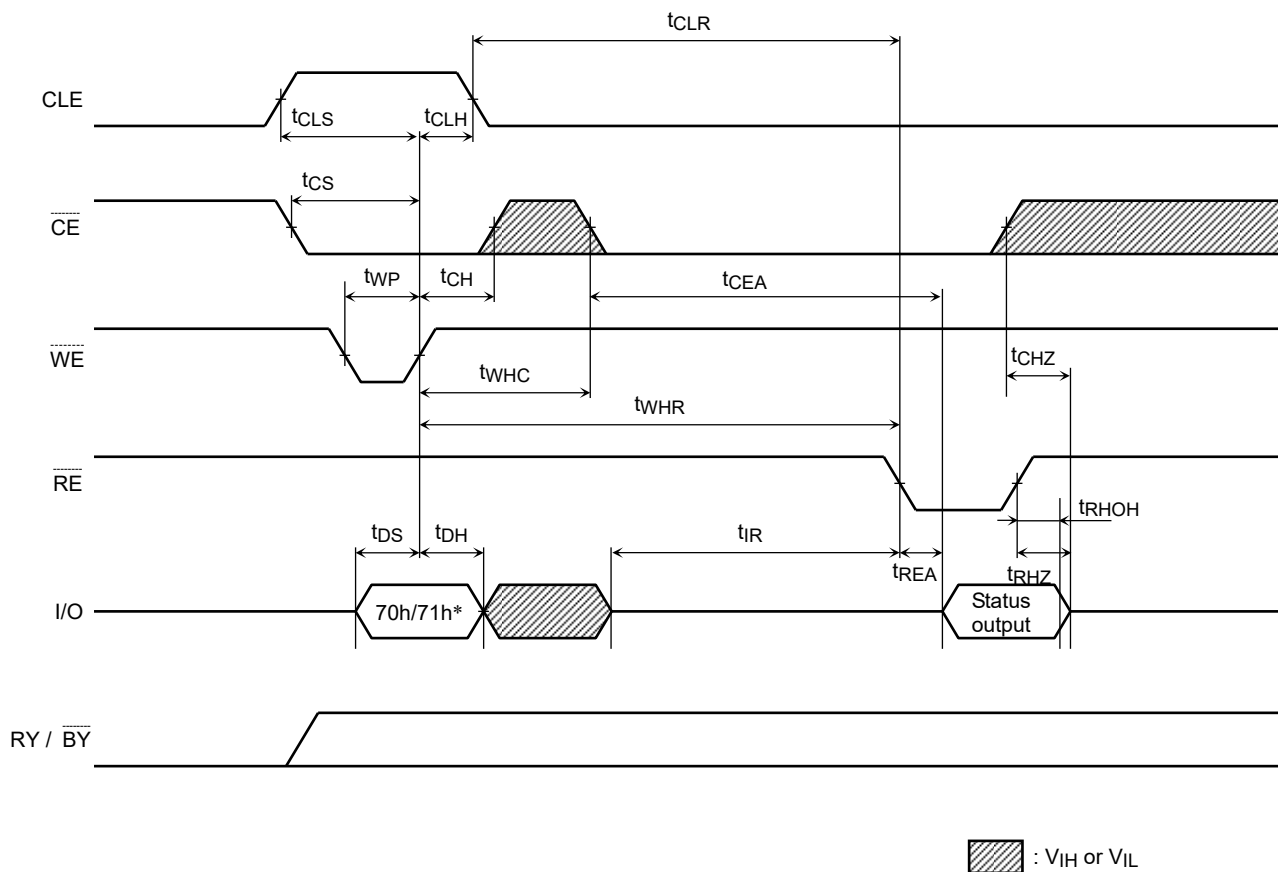 tCLR
CLE
tCLS
tCLH
tCS
CE
tWP
tCH
tCEA
WE
tCHZ
tWHC
tWHR
RE
tRHOH
tDS
tDH
tIR
tREA
tRHZ
I/O
70h/71h*
Status
output
RY / BY
: VIH or VIL